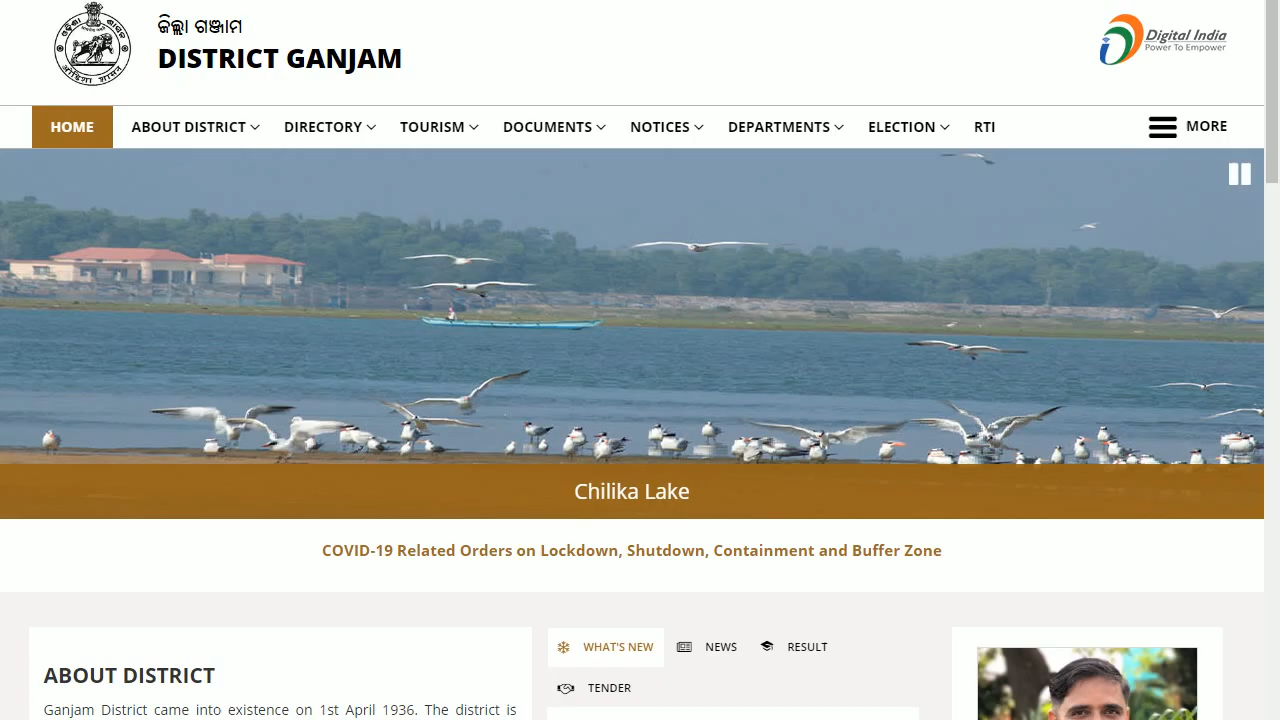 ଜିଲ୍ଲା ଗଞ୍ଜାମ
DISTRICT GANJAM
Digital India
Power To Empower
HOME
ABOUT DISTRICT
DIRECTORY
TOURISM
DOCUMENTS
NOTICES
DEPARTMENTS
ELECTION
RTI
MORE
Chilika Lake
COVID-19 Related Orders on Lockdown, Shutdown, Containment and Buffer Zone
ABOUT DISTRICT
Ganjam District came into existence on 1st April 1936. The district is
WHAT'S NEW
NEWS
RESULT
TENDER